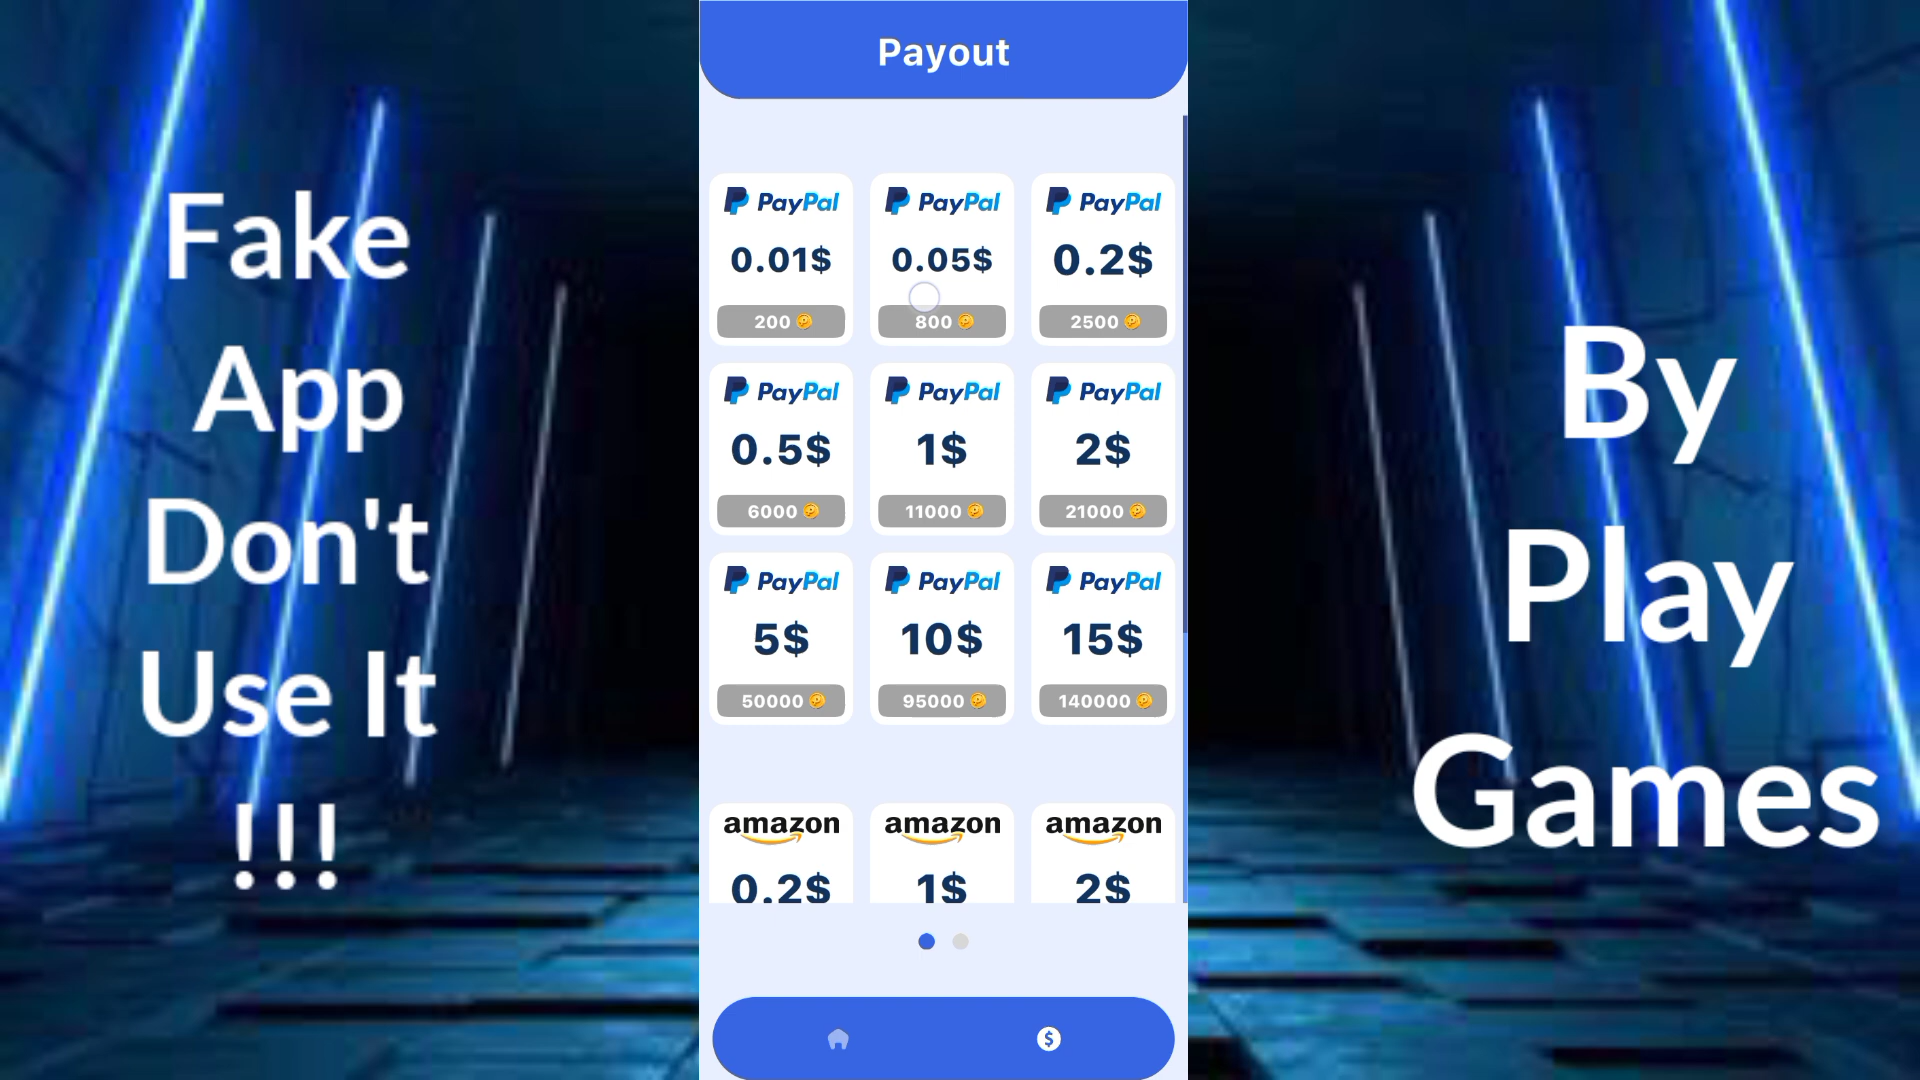 Fake
App
Don't
Use It
!!!
Payout
PayPal PayPal PayPal
0.01$ 0.05$ 0.2$
200 800 2500
PayPal PayPal PayPal
0.5$ 1$ 2$
6000 11000 21000
PayPal PayPal PayPal
5$ 10$ 15$
50000 95000 140000
amazon amazon amazon
0.2$ 1$ 2$
$
By
Play
Games